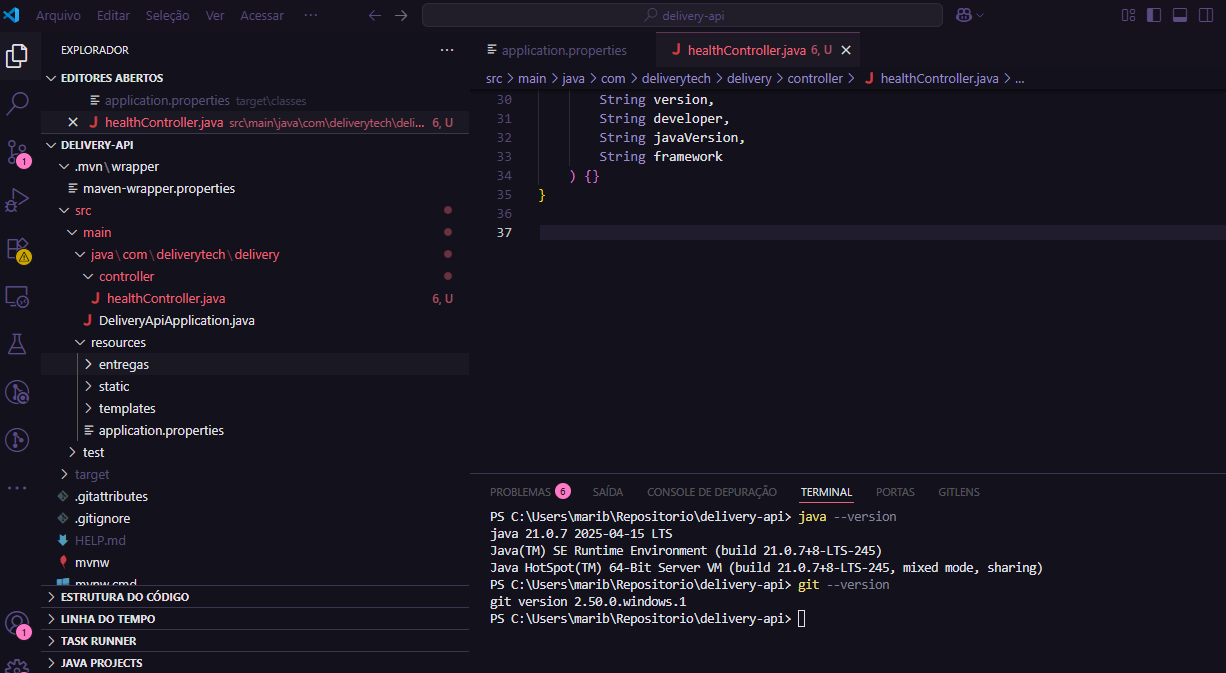 Arquivo Editar Seleção Ver Acessar ··· delivery-api
EXPLORADOR ···
EDITORES ABERTOS
application.properties target\classes
healthController.java src\main\java\com\deliverytech\deli... 6, U
DELIVERY-API
.mvn\wrapper
maven-wrapper.properties
src
main
java\com\deliverytech\delivery
controller
healthController.java 6, U
DeliveryApiApplication.java
resources
entregas
static
templates
application.properties
test
target
.gitattributes
.gitignore
HELP.md
mvnw
mvnw.cmd
ESTRUTURA DO CÓDIGO
LINHA DO TEMPO
TASK RUNNER
JAVA PROJECTS
1
1
application.properties healthController.java 6, U
src > main > java > com > deliverytech > delivery > controller > healthController.java > ...
30 String version,
31 String developer,
32 String javaVersion,
33 String framework
34 ) {}
35 }
36
37
PROBLEMAS 6 SAÍDA CONSOLE DE DEPURAÇÃO TERMINAL PORTAS GITLENS
PS C:\Users\marib\Repositorio\delivery-api> java --version
java 21.0.7 2025-04-15 LTS
Java(TM) SE Runtime Environment (build 21.0.7+8-LTS-245)
Java HotSpot(TM) 64-Bit Server VM (build 21.0.7+8-LTS-245, mixed mode, sharing)
PS C:\Users\marib\Repositorio\delivery-api> git --version
git version 2.50.0.windows.1
PS C:\Users\marib\Repositorio\delivery-api>